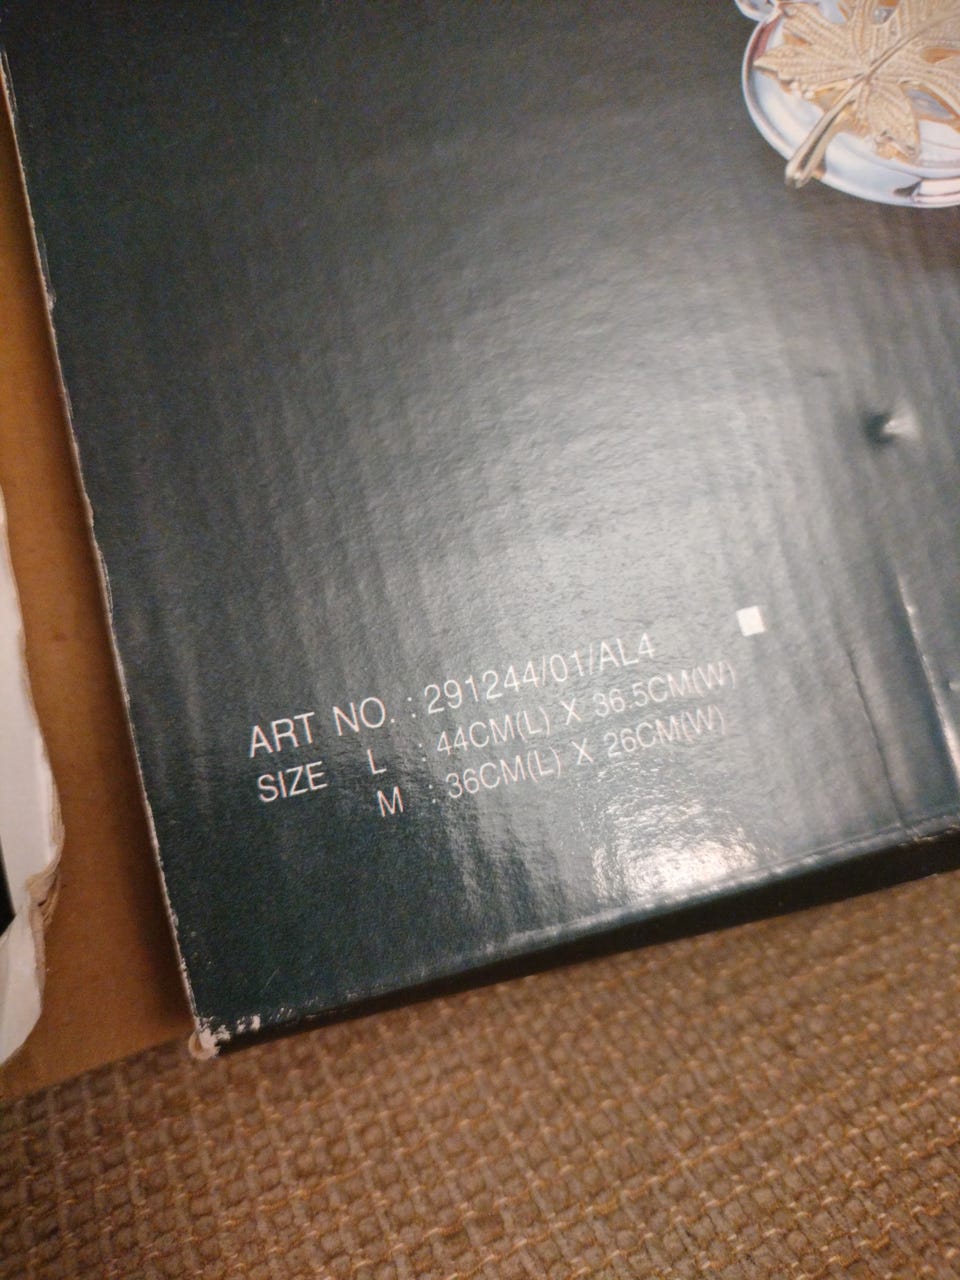 ART NO. : 291244/01/AL4
SIZE L : 44CM(L) X 36.5CM(W)
M : 36CM(L) X 26CM(W)